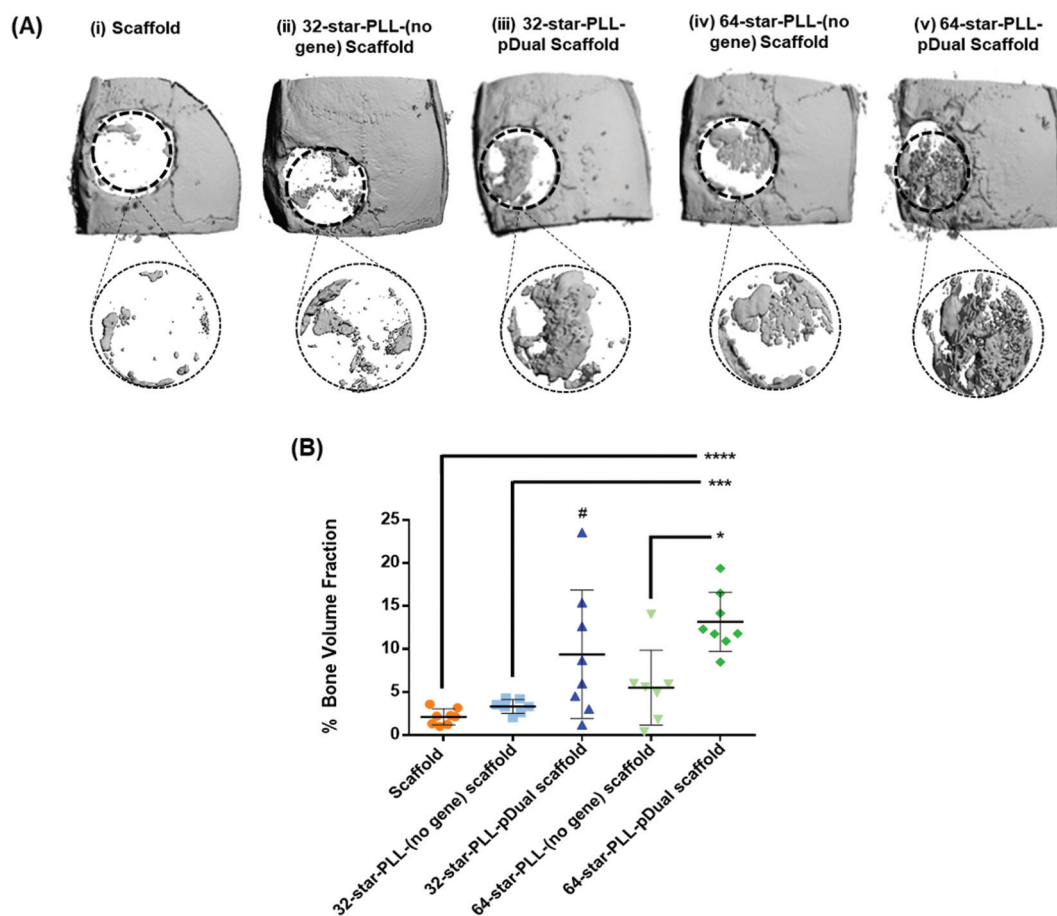 (A)
(i) Scaffold
(ii) 32-star-PLL-(no
gene) Scaffold
(iii) 32-star-PLL-
pDual Scaffold
(iv) 64-star-PLL-(no
gene) Scaffold
(v) 64-star-PLL-
pDual Scaffold
(B)
****
***
#
*
% Bone Volume Fraction
25
20
15
10
5
0
Scaffold
32-star-PLL-(no gene) scaffold
32-star-PLL-pDual scaffold
64-star-PLL-(no gene) scaffold
64-star-PLL-pDual scaffold